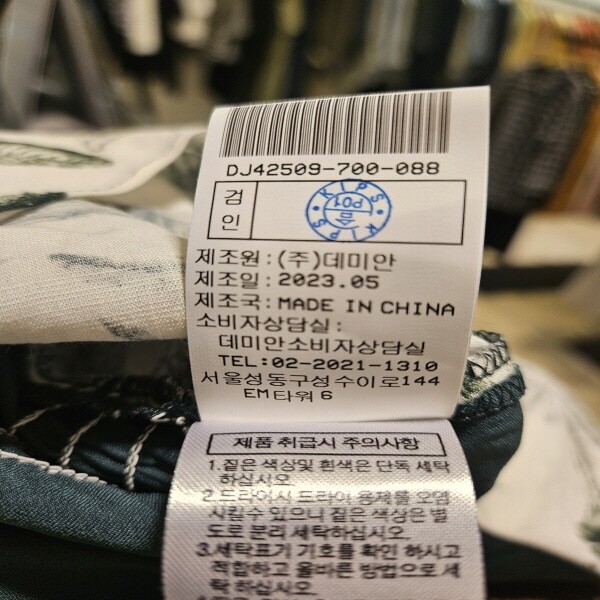 DJ42509-700-088
검
인
KIPS
P01
KIPS
제조원:(주)데미안
제조일:2023.05
제조국:MADE IN CHINA
소비자상담실:
데미안소비자상담실
TEL:02-2021-1310
서울성동구성수이로144
EM타워6
제품 취급시 주의사항
1.짙은 색상및 흰색은 단독 세탁
하십시오.
2.드라이시 드라이 용제를 오염
시킬수 있으니 짙은 색상은 별
도로 분리 세탁하십시오.
3.세탁표기 기호를 확인 하시고
적합하고 올바른 방법으로 세
탁 하십시오.